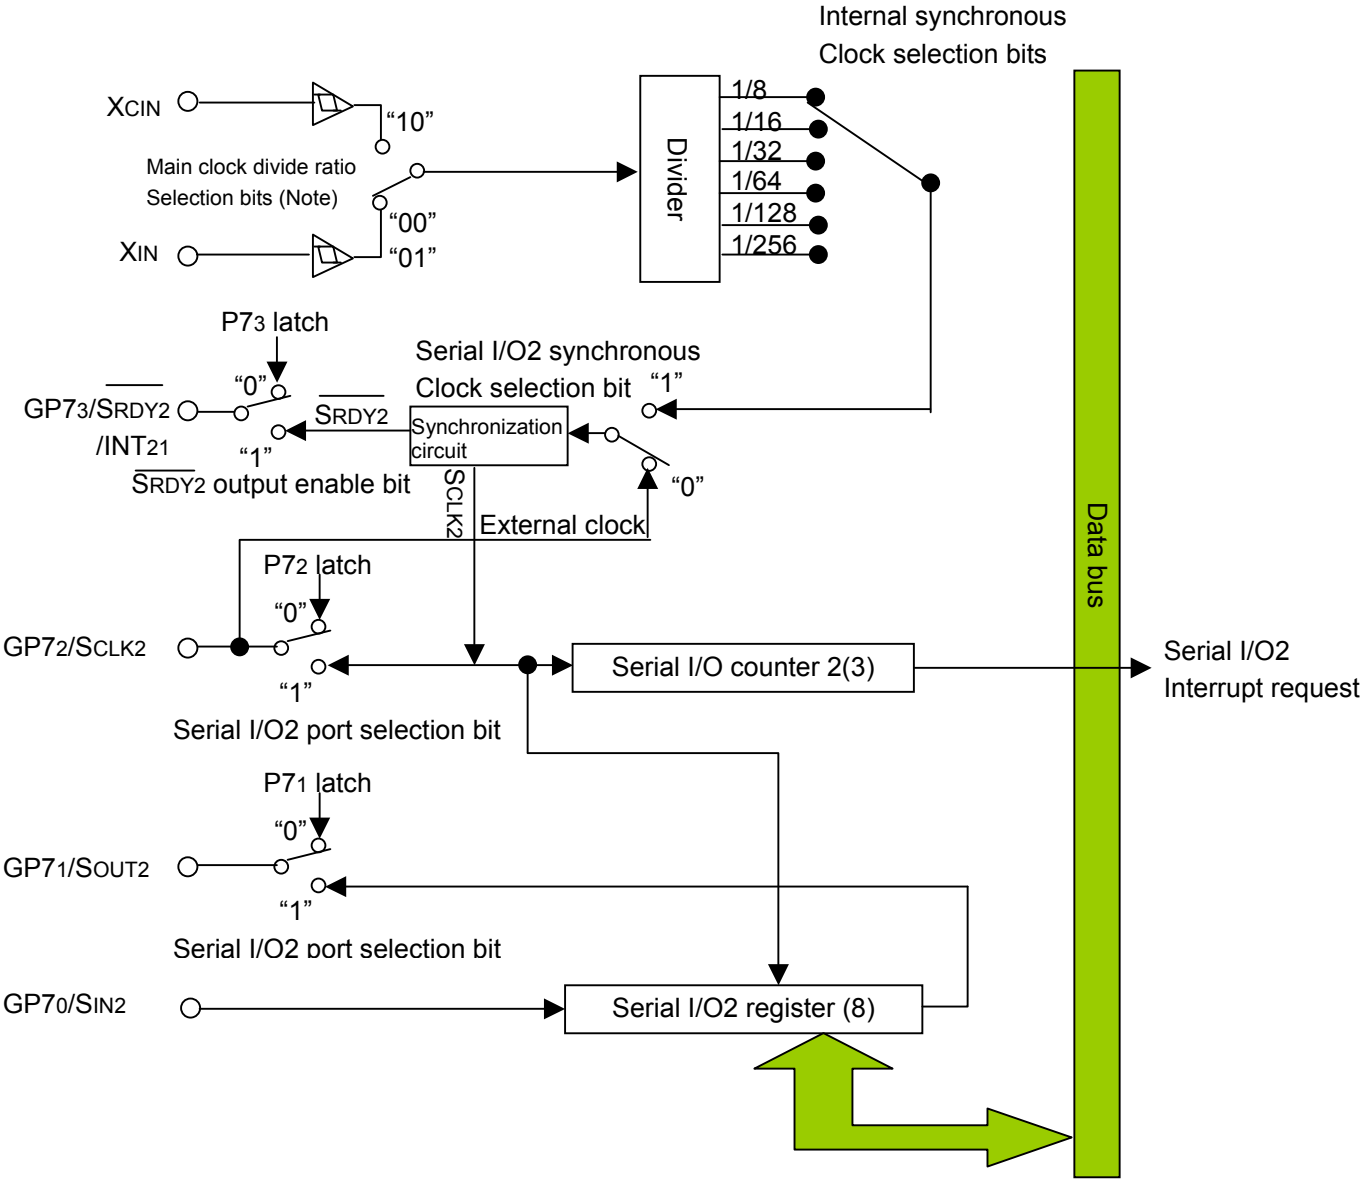 Internal synchronous
Clock selection bits
XCIN
“10”
Main clock divide ratio
Selection bits (Note)
“00”
XIN
“01”
Divider
1/8
1/16
1/32
1/64
1/128
1/256
P73 latch
“0”
GP73/SRDY2
/INT21
“1”
SRDY2 output enable bit
SRDY2
Serial I/O2 synchronous
Clock selection bit
“1”
Synchronization
circuit
“0”
SCLK2
External clock
Data bus
P72 latch
“0”
GP72/SCLK2
“1”
Serial I/O2 port selection bit
Serial I/O counter 2(3)
Serial I/O2
Interrupt request
P71 latch
“0”
GP71/SOUT2
“1”
Serial I/O2 port selection bit
GP70/SIN2
Serial I/O2 register (8)